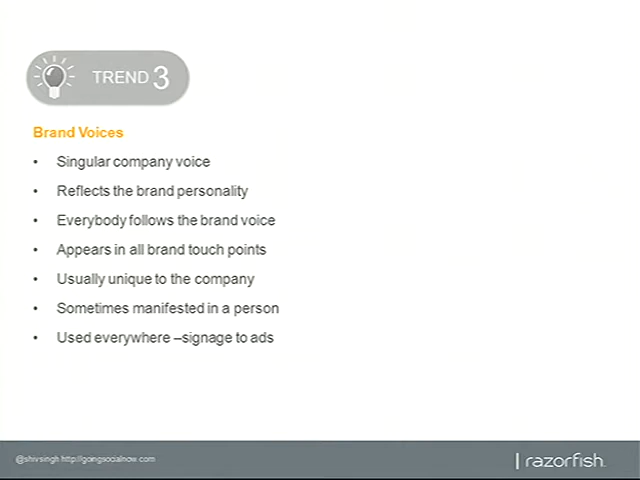 TREND 3
Brand Voices
• Singular company voice
• Reflects the brand personality
• Everybody follows the brand voice
• Appears in all brand touch points
• Usually unique to the company
• Sometimes manifested in a person
• Used everywhere –signage to ads
@shivsingh http://goingsocialnow.com
razorfish.